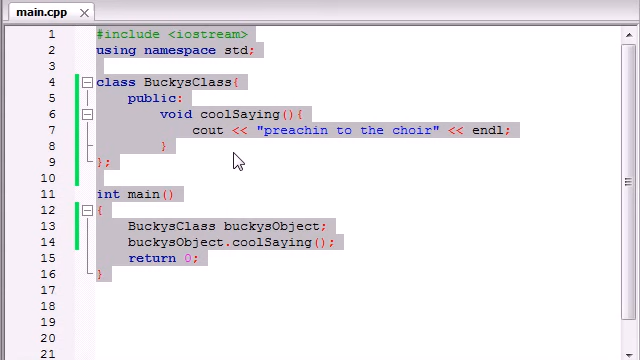 main.cpp
1 #include <iostream>
2 using namespace std;
3
4 class BuckysClass{
5 public:
6 void coolSaying(){
7 cout << "preachin to the choir" << endl;
8 }
9 };
10
11 int main()
12 {
13 BuckysClass buckysObject;
14 buckysObject.coolSaying();
15 return 0;
16 }
17
18
19
20
21